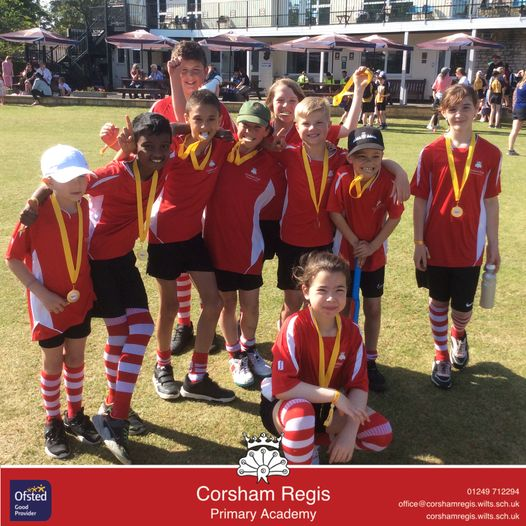 Ofsted
Good
Provider
Corsham Regis
Primary Academy
01249 712294
office@corshamregis.wilts.sch.uk
corshamregis.wilts.sch.uk